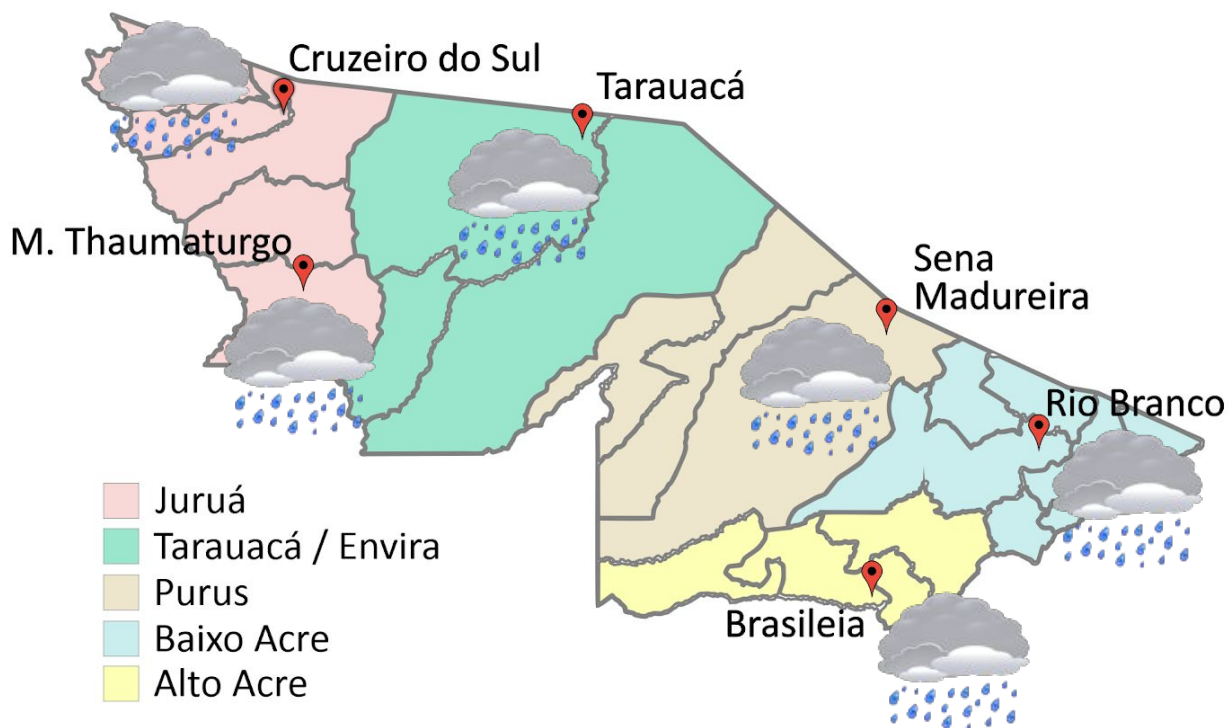 Cruzeiro do Sul
Tarauacá
M. Thaumaturgo
Sena
Madureira
Rio Branco
Brasileia
Juruá
Tarauacá / Envira
Purus
Baixo Acre
Alto Acre